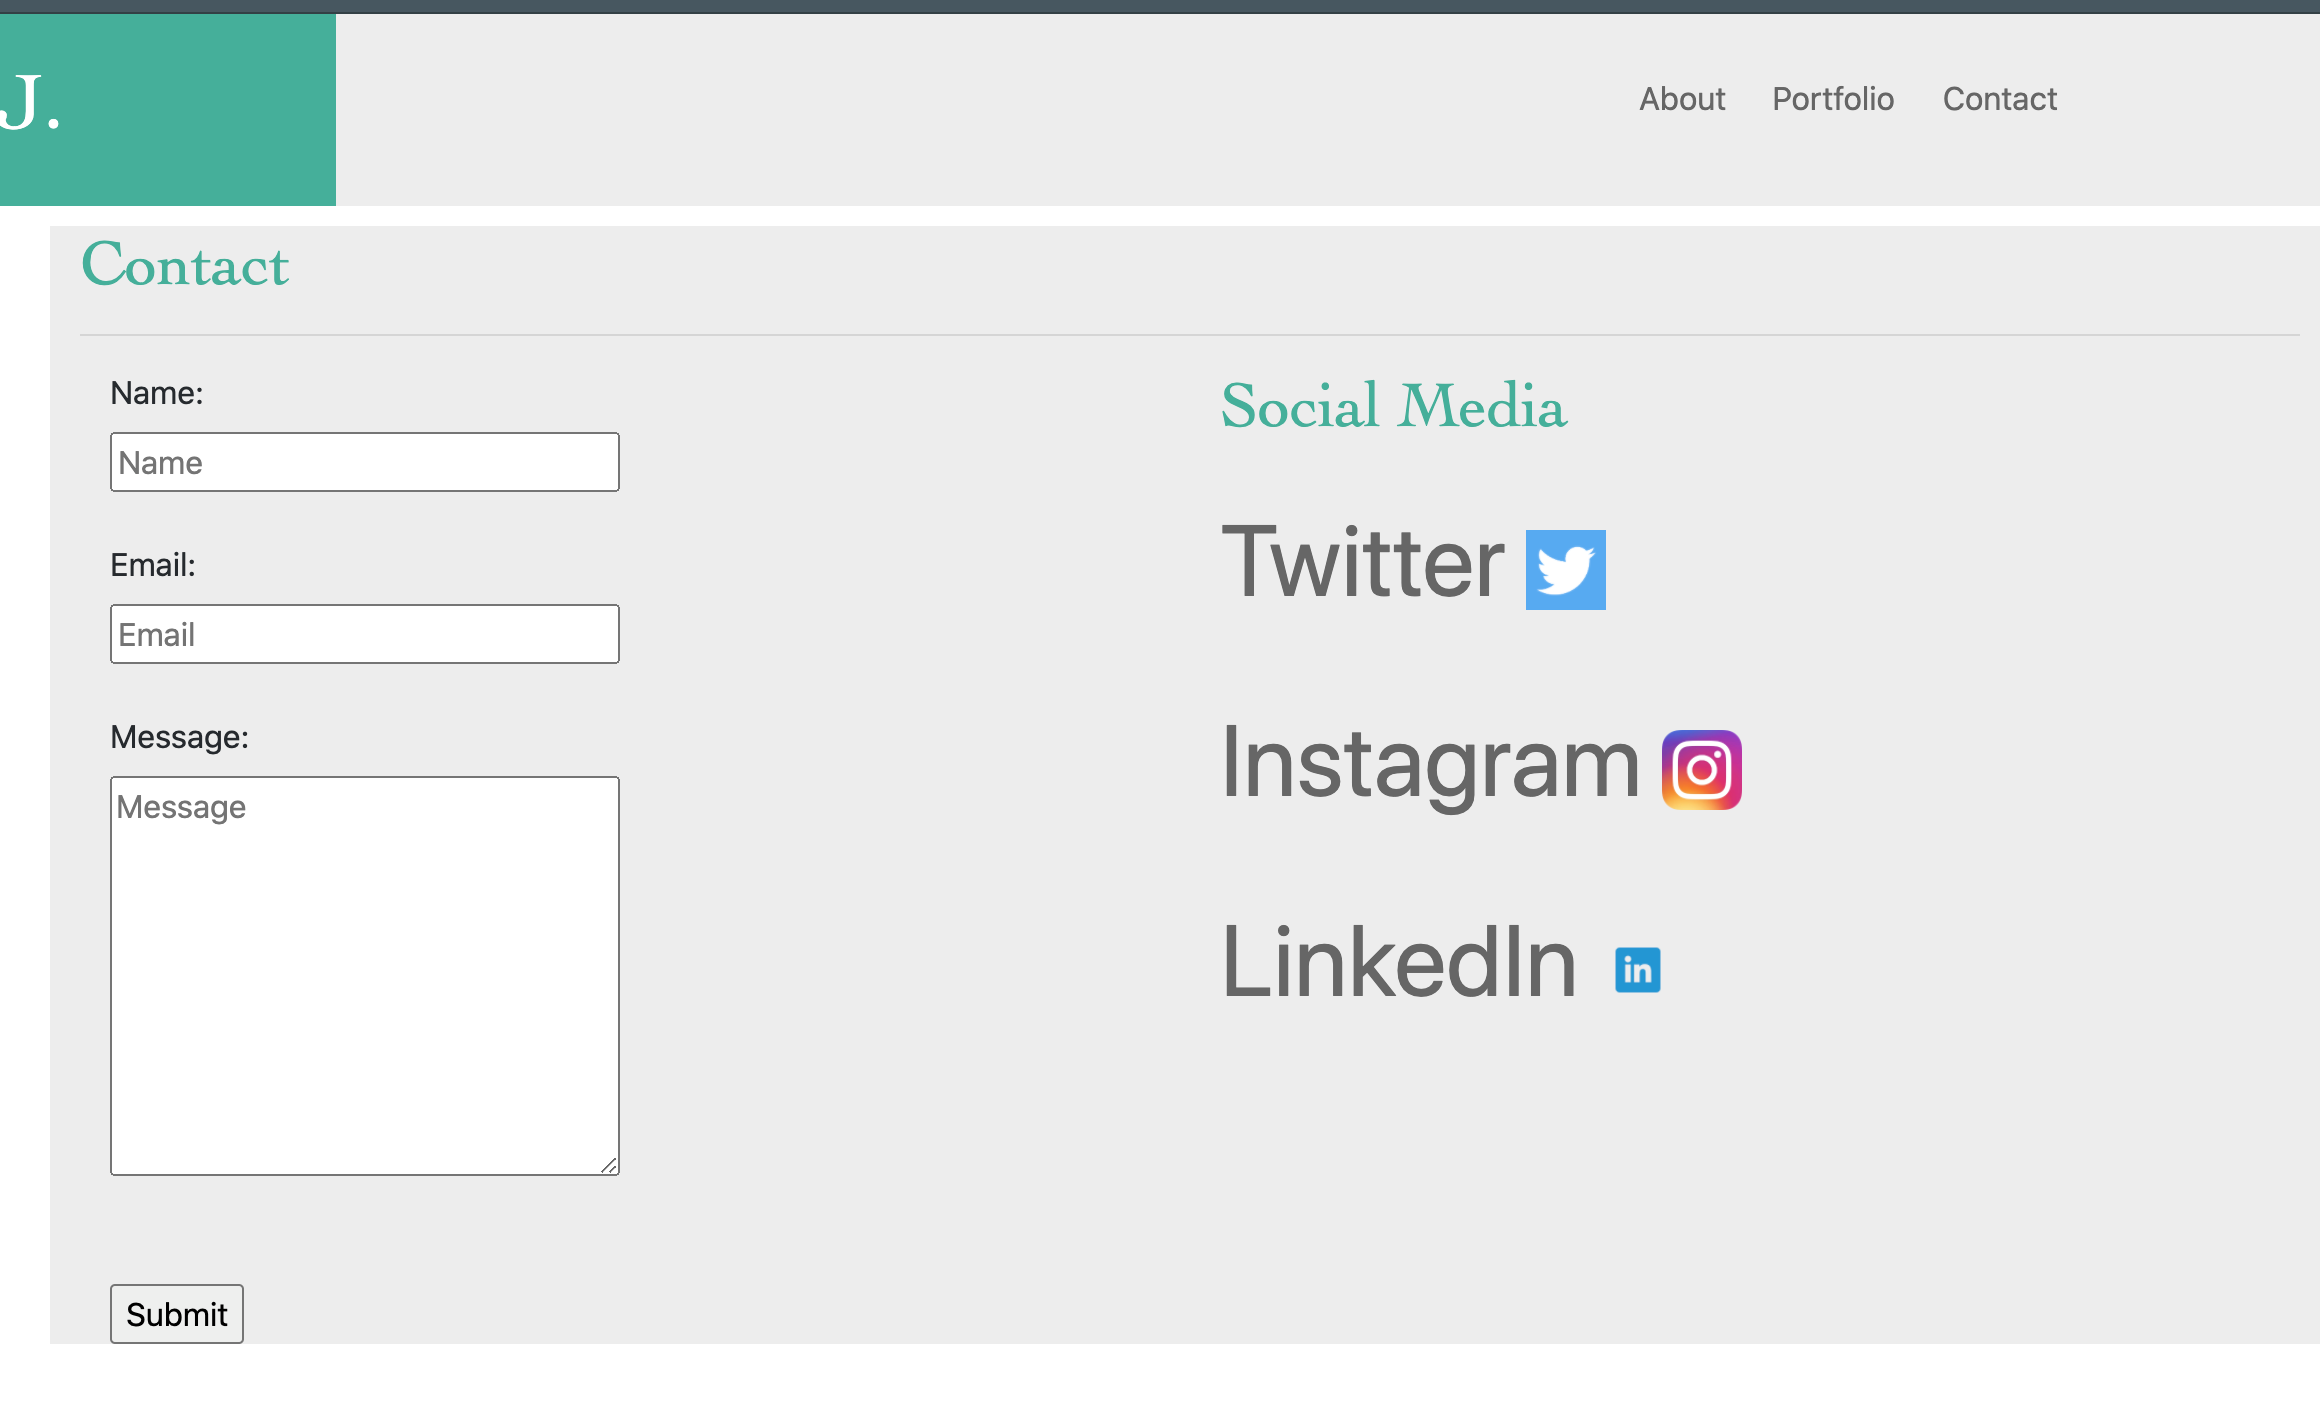 J.
About Portfolio Contact
Contact
Name:
Name
Email:
Email
Message:
Message
Submit
Social Media
Twitter
Instagram
LinkedIn in